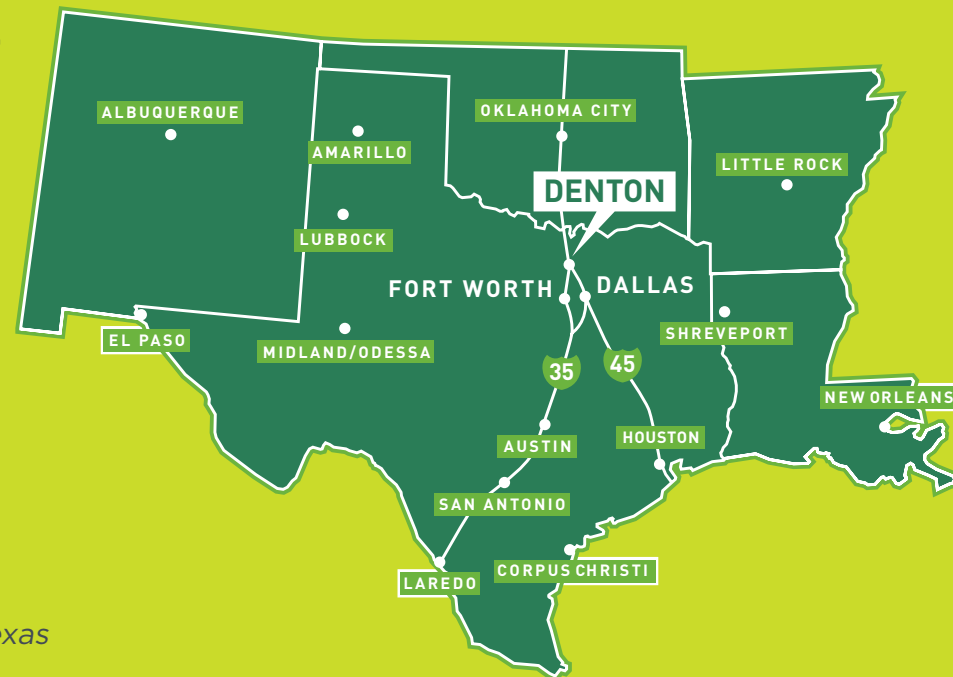 ALBUQUERQUE
OKLAHOMA CITY
AMARILLO
LITTLE ROCK
DENTON
LUBBOCK
FORT WORTH
DALLAS
SHREVEPORT
EL PASO
MIDLAND/ODESSA
35
45
NEW ORLEANS
AUSTIN
HOUSTON
SAN ANTONIO
CORPUS CHRISTI
LAREDO